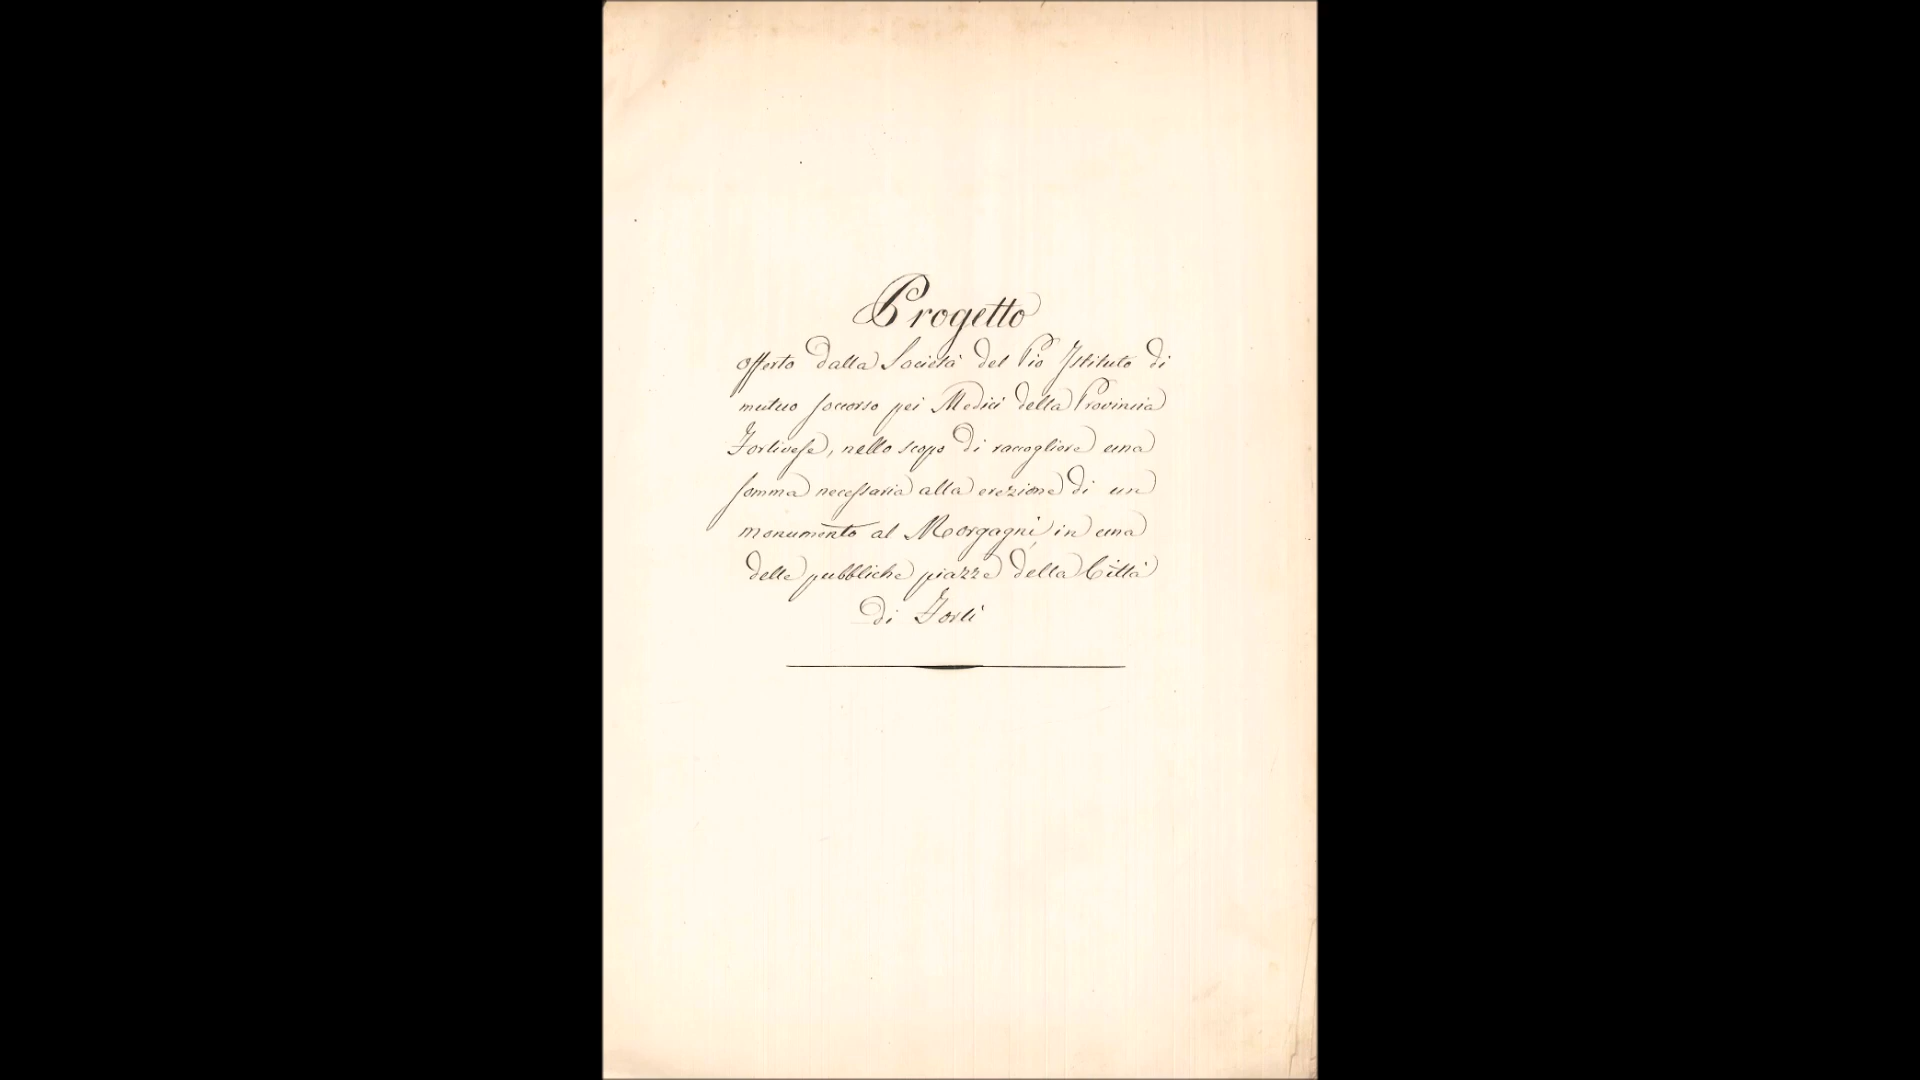 Progetto
offerto dalla Società del Pio Istituto di
mutuo soccorso pei Medici della Provincia
Forlivese, nello scopo di raccogliere una
somma necessaria alla erezione di un
monumento al Morgagni, in una
delle pubbliche piazze della Città
di Forlì